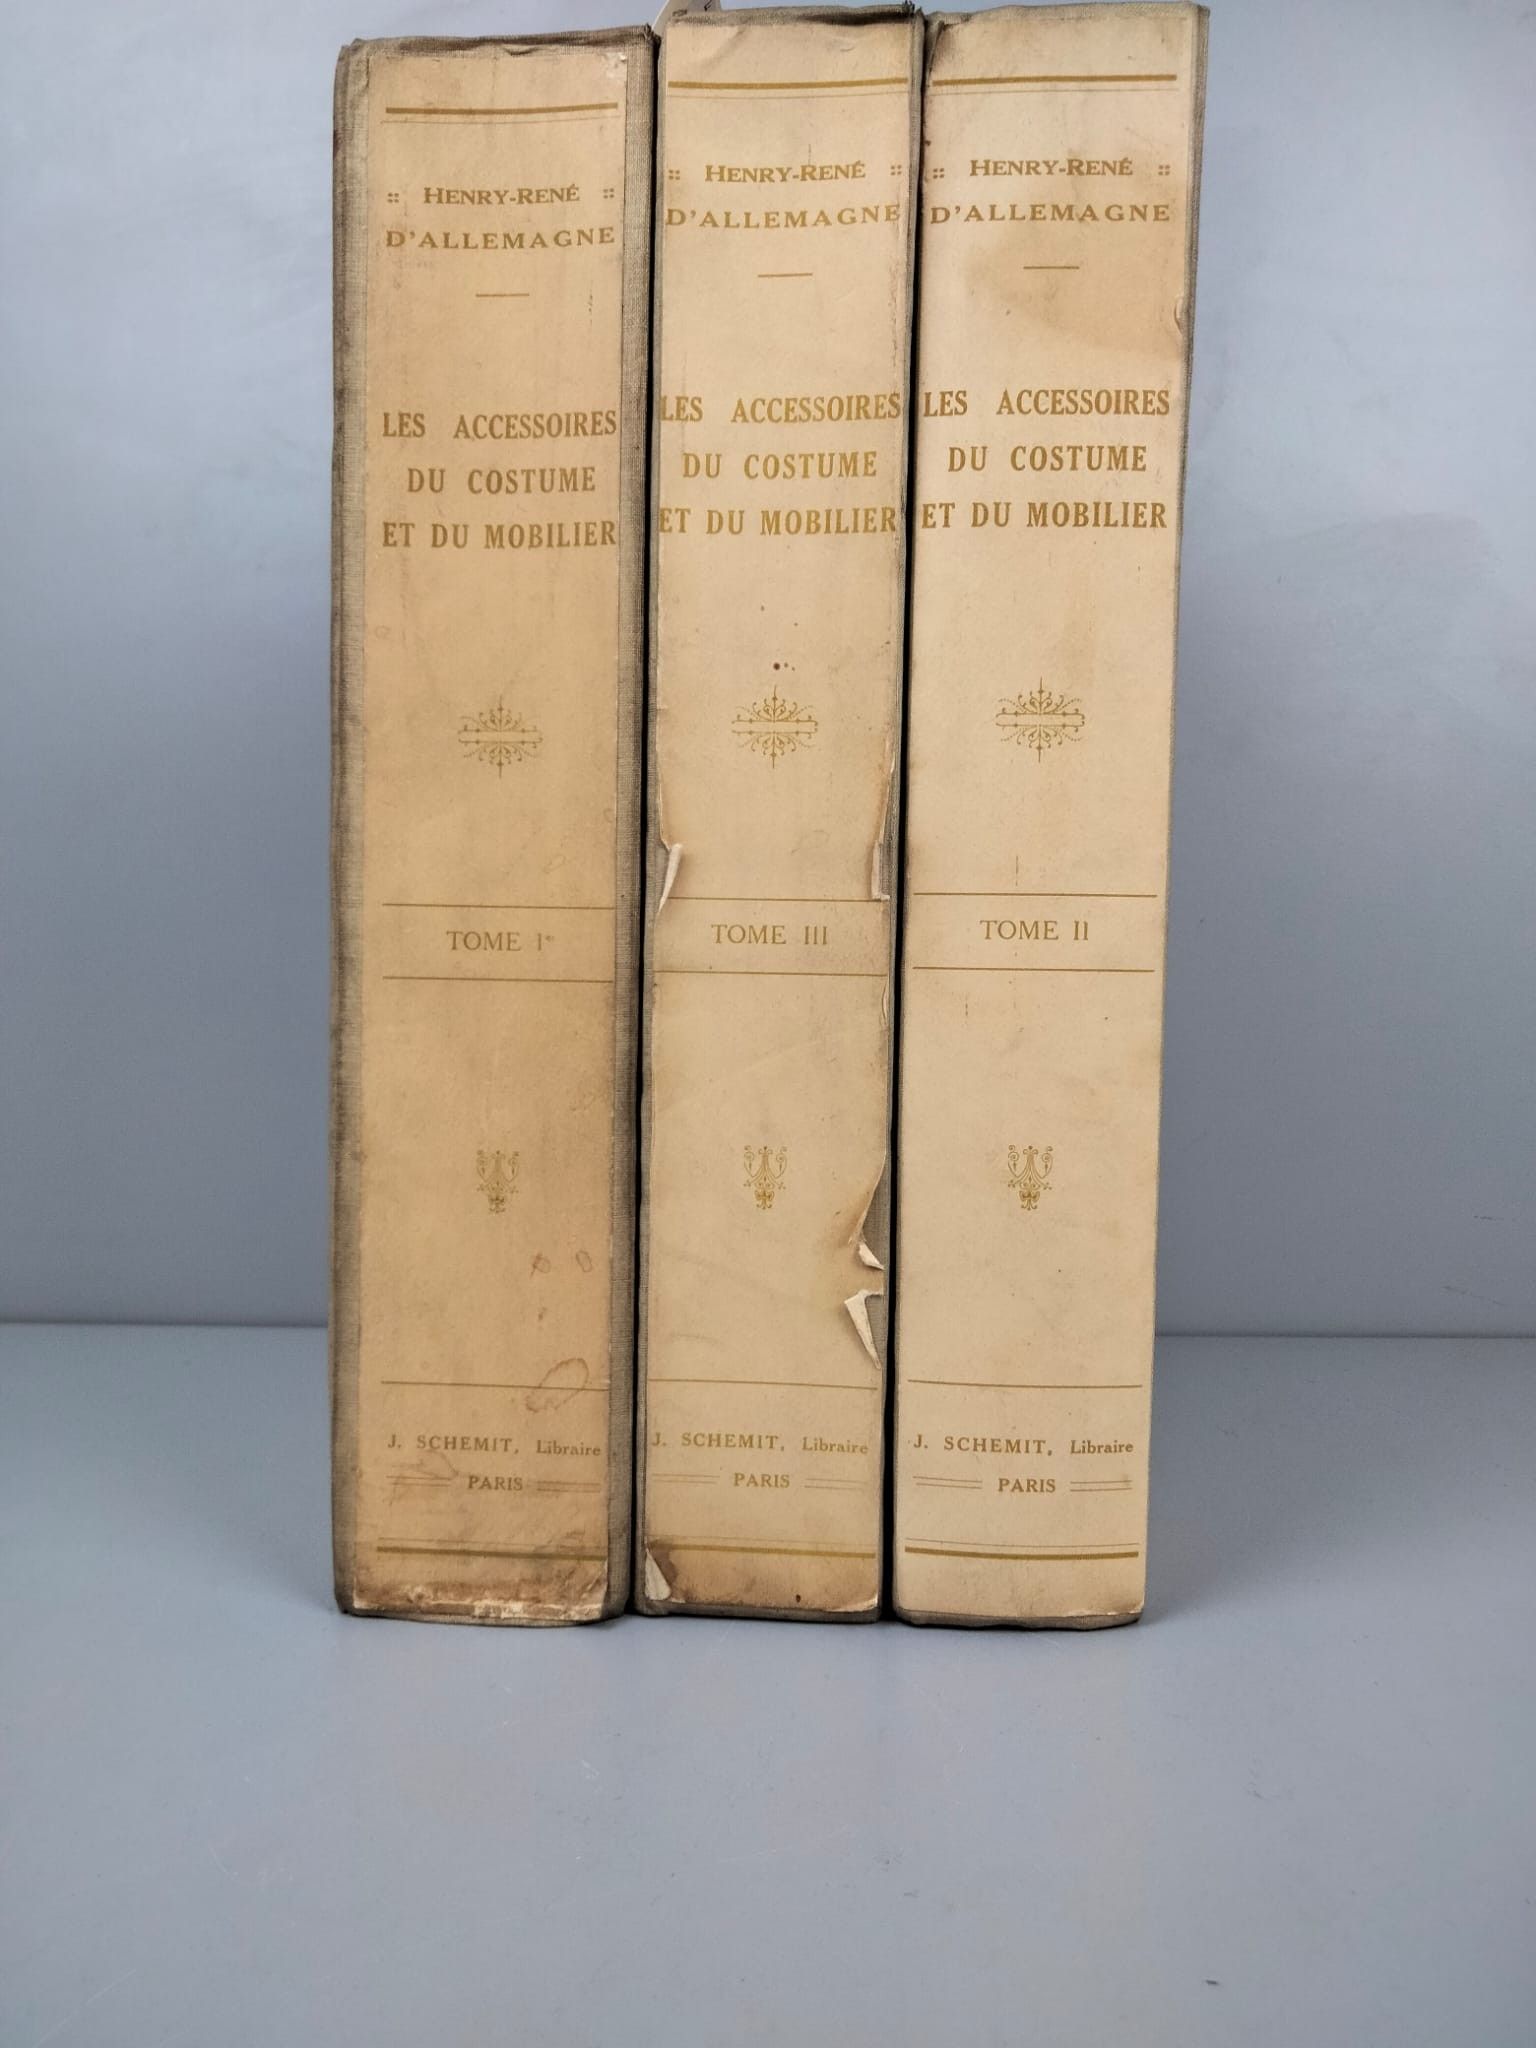 :: HENRY-RENÉ ::
D'ALLEMAGNE
LES ACCESSOIRES
DU COSTUME
ET DU MOBILIER
TOME Ier
J. SCHEMIT, Libraire
PARIS
:: HENRY-RENÉ ::
D'ALLEMAGNE
LES ACCESSOIRES
DU COSTUME
ET DU MOBILIER
TOME III
J. SCHEMIT, Libraire
PARIS
:: HENRY-RENÉ ::
D'ALLEMAGNE
LES ACCESSOIRES
DU COSTUME
ET DU MOBILIER
TOME II
J. SCHEMIT, Libraire
PARIS